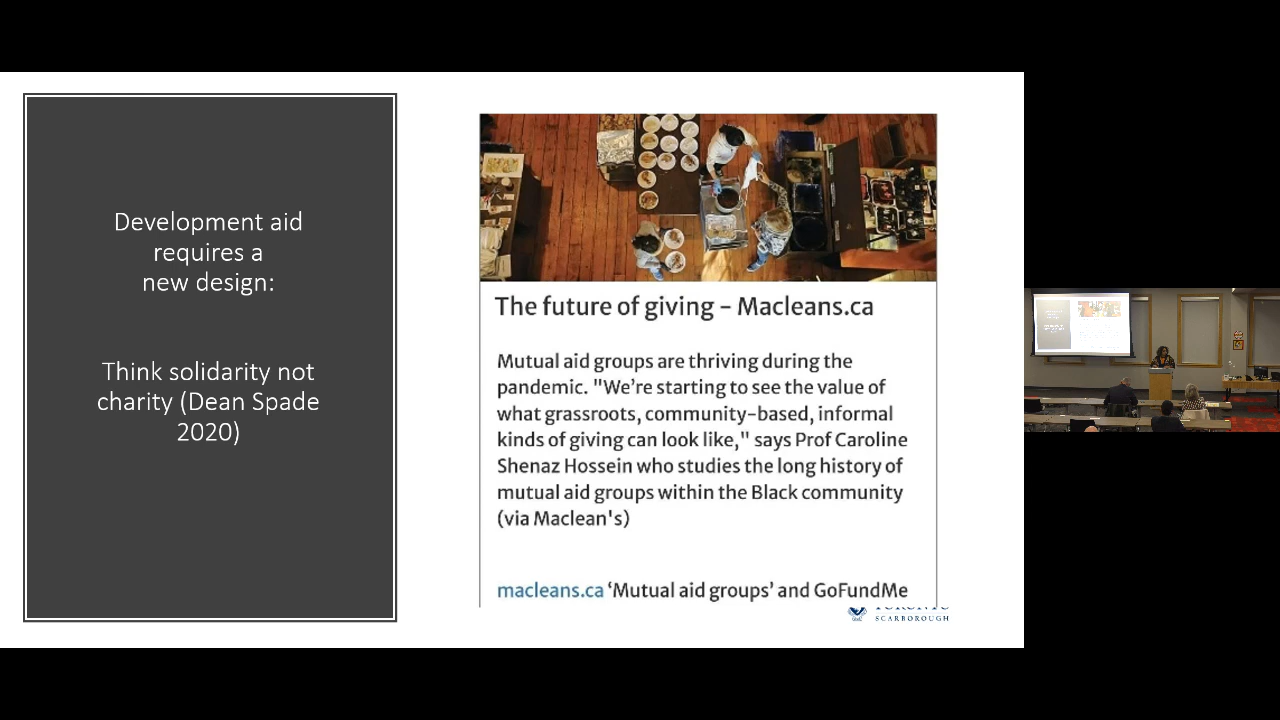 Development aid
requires a
new design:
Think solidarity not
charity (Dean Spade
2020)
The future of giving – Macleans.ca
Mutual aid groups are thriving during the
pandemic. "We’re starting to see the value of
what grassroots, community-based, informal
kinds of giving can look like," says Prof Caroline
Shenaz Hossein who studies the long history of
mutual aid groups within the Black community
(via Maclean's)
macleans.ca ‘Mutual aid groups’ and GoFundMe
SCARBOROUGH